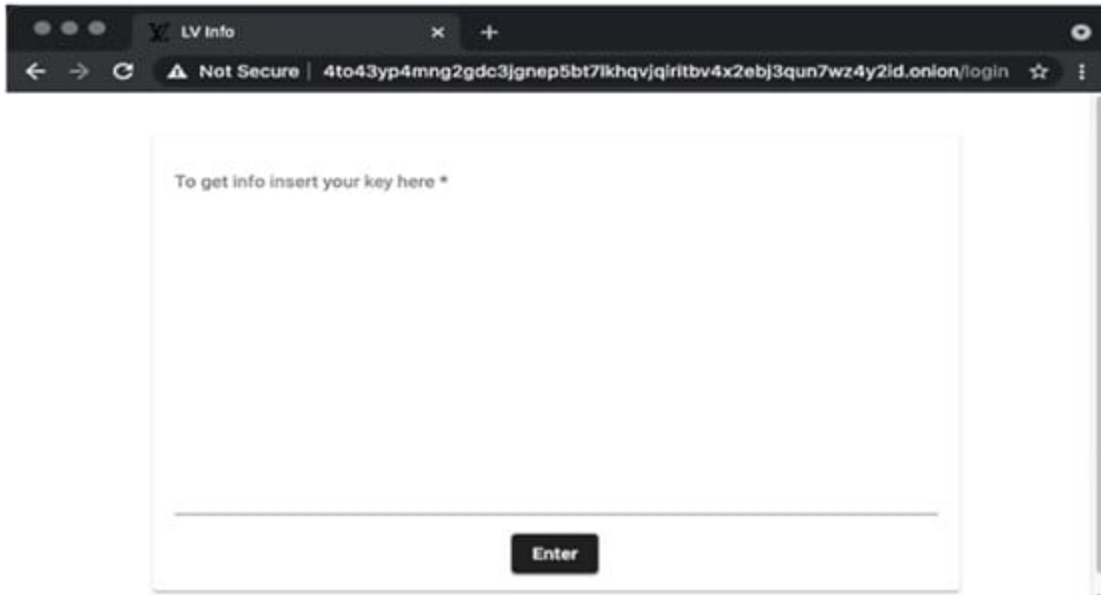 LV Info
Not Secure | 4to43yp4mng2gdc3jgnep5bt7lkhqvjqiritbv4x2ebj3qun7wz4y2id.onion/login
To get info insert your key here *
Enter